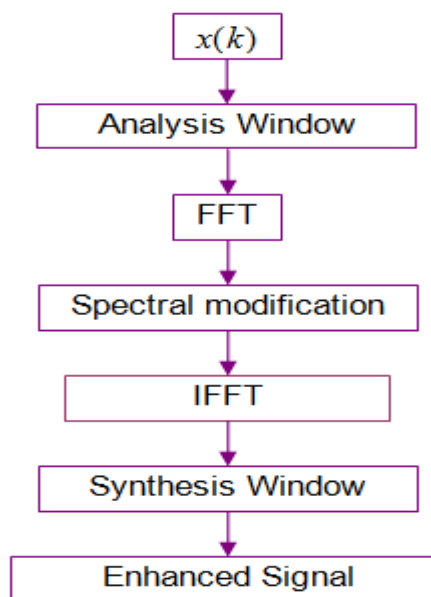 x(k)
Analysis Window
FFT
Spectral modification
IFFT
Synthesis Window
Enhanced Signal